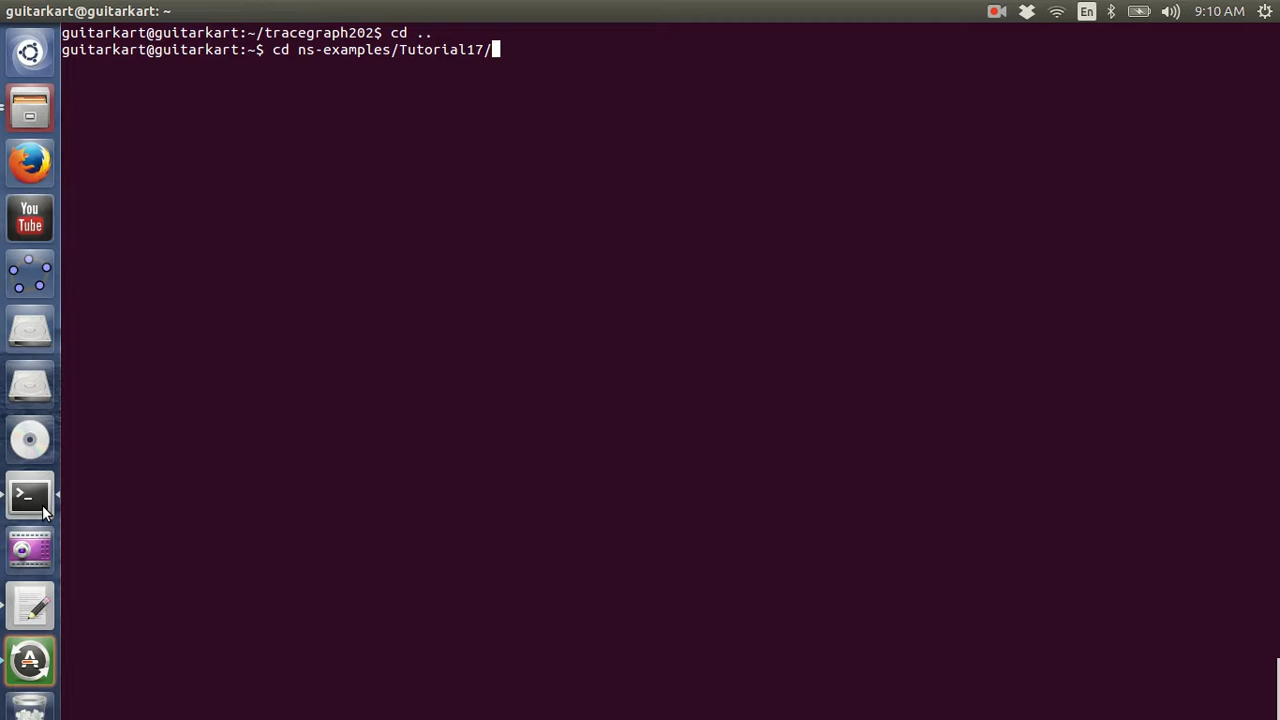 guitarkart@guitarkart: ~
En
9:10 AM
guitarkart@guitarkart:~/tracegraph202$ cd ..
guitarkart@guitarkart:~$ cd ns-examples/Tutorial17/
You
Tube
>_
A